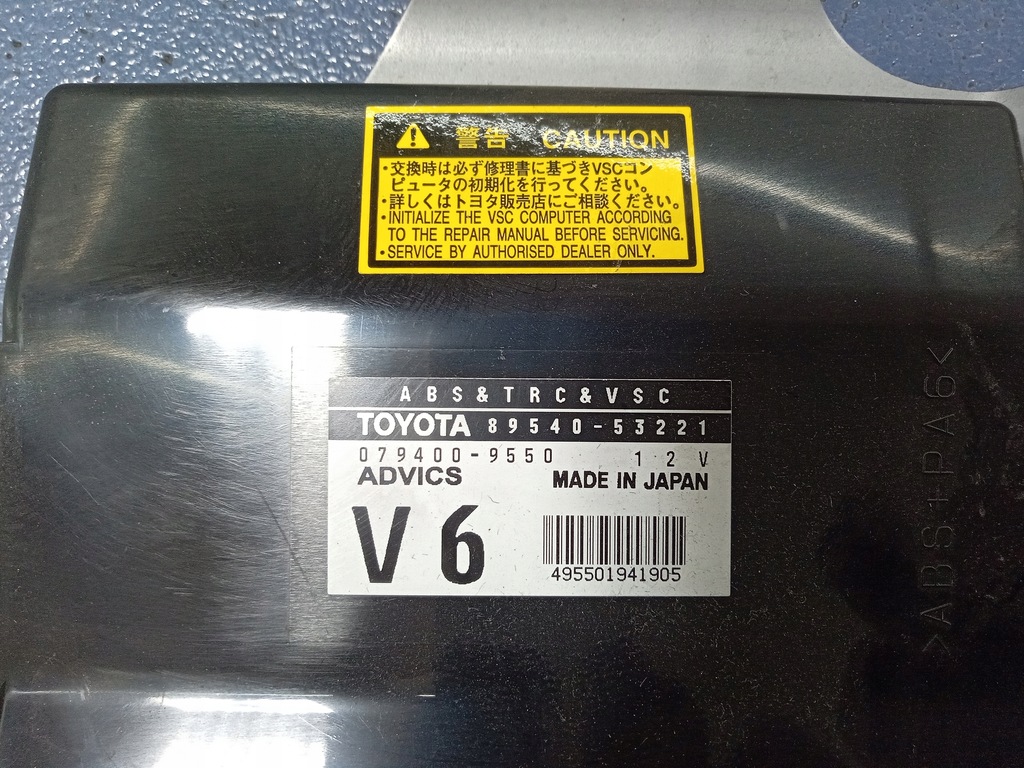 警告 CAUTION
・交換時は必ず修理書に基づきVSCコン
ピュータの初期化を行ってください。
・詳しくはトヨタ販売店にご相談ください。
・INITIALIZE THE VSC COMPUTER ACCORDING
TO THE REPAIR MANUAL BEFORE SERVICING.
・SERVICE BY AUTHORISED DEALER ONLY.
ABS&TRC&VSC
TOYOTA 89540-53221
079400-9550 12V
ADVICS MADE IN JAPAN
V6
495501941905
>ABS+PA6<